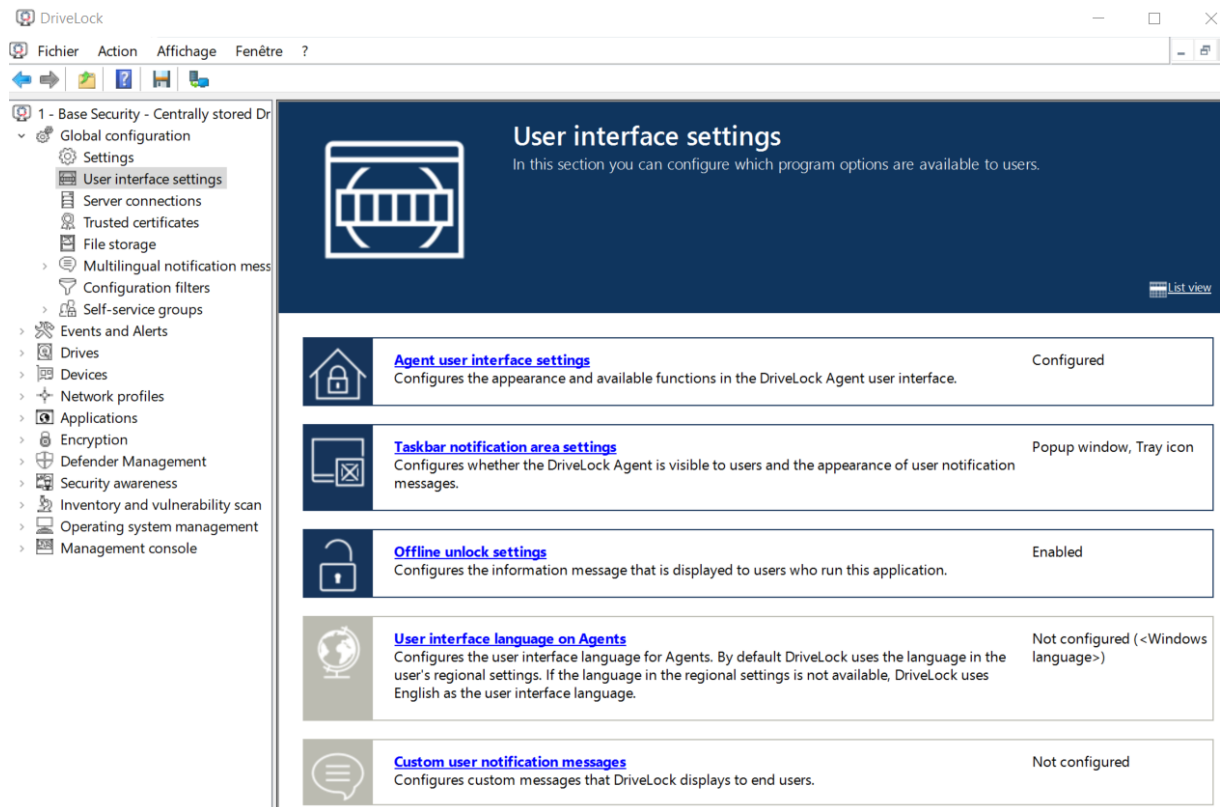 DriveLock
Fichier Action Affichage Fenêtre ?
1 - Base Security - Centrally stored Dr
Global configuration
Settings
User interface settings
Server connections
Trusted certificates
File storage
Multilingual notification mess
Configuration filters
Self-service groups
Events and Alerts
Drives
Devices
Network profiles
Applications
Encryption
Defender Management
Security awareness
Inventory and vulnerability scan
Operating system management
Management console
User interface settings
In this section you can configure which program options are available to users.
List view
Agent user interface settings
Configures the appearance and available functions in the DriveLock Agent user interface.
Configured
Taskbar notification area settings
Configures whether the DriveLock Agent is visible to users and the appearance of user notification
messages.
Popup window, Tray icon
Offline unlock settings
Configures the information message that is displayed to users who run this application.
Enabled
User interface language on Agents
Configures the user interface language for Agents. By default DriveLock uses the language in the
user's regional settings. If the language in the regional settings is not available, DriveLock uses
English as the user interface language.
Not configured (<Windows
language>)
Custom user notification messages
Configures custom messages that DriveLock displays to end users.
Not configured